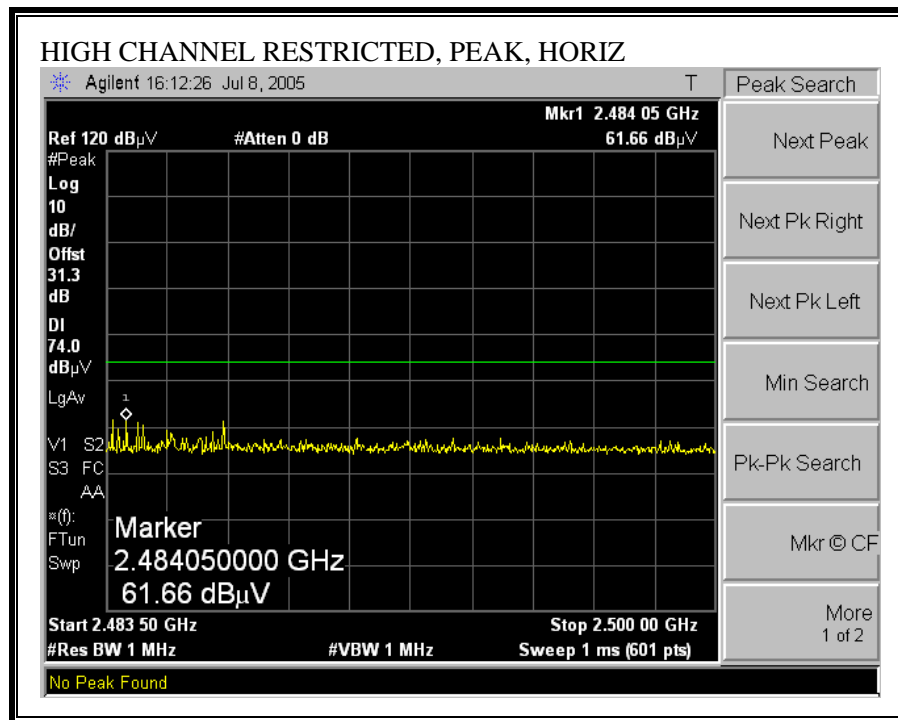 HIGH CHANNEL RESTRICTED, PEAK, HORIZ
Agilent 16:12:26 Jul 8, 2005 T
Peak Search
Mkr1 2.484 05 GHz
Ref 120 dBµV #Atten 0 dB 61.66 dBµV
#Peak
Log
10
dB/
Offst
31.3
dB
DI
74.0
dBµV
LgAv
1
V1 S2
S3 FC
AA
¤(f):
FTun
Swp
Marker
2.484050000 GHz
61.66 dBµV
Start 2.483 50 GHz Stop 2.500 00 GHz
#Res BW 1 MHz #VBW 1 MHz Sweep 1 ms (601 pts)
No Peak Found
Next Peak
Next Pk Right
Next Pk Left
Min Search
Pk-Pk Search
Mkr © CF
More
1 of 2